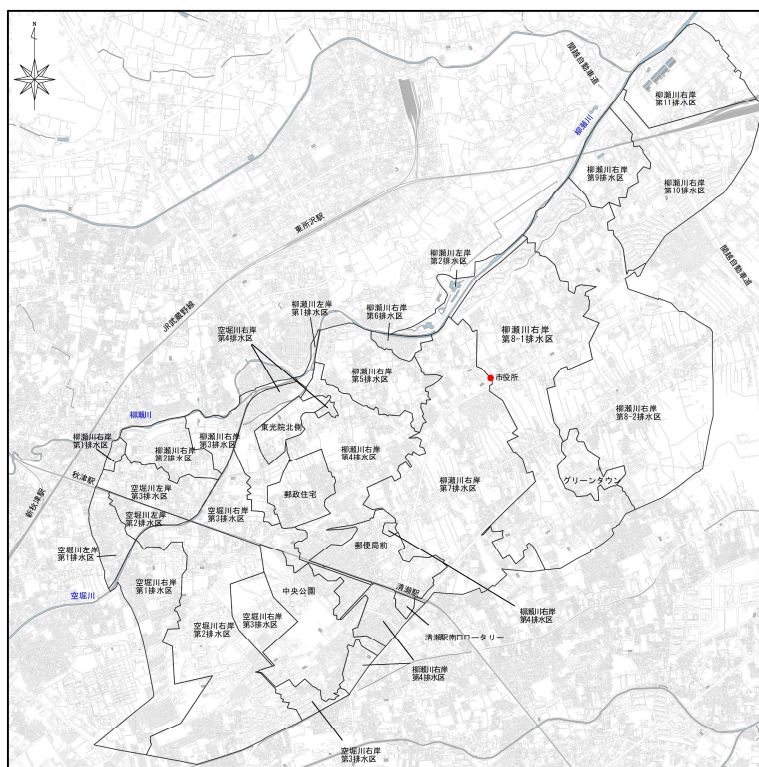 N
関越自動車道
柳瀬川右岸
第11排水区
柳瀬川
柳瀬川右岸
第9排水区
柳瀬川右岸
第10排水区
東所沢駅
関越自動車道
柳瀬川左岸
第2排水区
JR武蔵野線
柳瀬川左岸
第1排水区
柳瀬川右岸
第6排水区
空堀川右岸
第4排水区
柳瀬川右岸
第8-1排水区
柳瀬川右岸
第5排水区
市役所
柳瀬川
柳瀬川右岸
第8-2排水区
東光院北側
柳瀬川右岸
第1排水区
柳瀬川右岸
第2排水区
柳瀬川右岸
第3排水区
柳瀬川右岸
第4排水区
秋津駅
新秋津駅
空堀川左岸
第3排水区
郵政住宅
柳瀬川右岸
第7排水区
グリーンタウン
空堀川左岸
第2排水区
空堀川右岸
第3排水区
郵便局前
空堀川左岸
第1排水区
空堀川
空堀川右岸
第1排水区
中央公園
清瀬駅
柳瀬川右岸
第4排水区
空堀川右岸
第2排水区
空堀川右岸
第3排水区
清瀬駅南口ロータリー
柳瀬川右岸
第4排水区
空堀川右岸
第3排水区